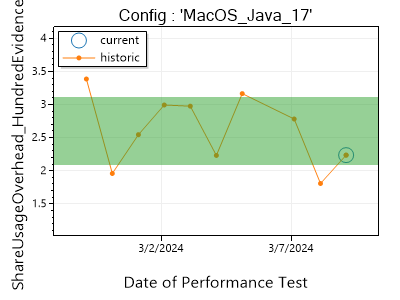 Config : 'MacOS_Java_17'
current
historic
4
3.5
3
2.5
2
1.5
ShareUsageOverhead_HundredEvidence
3/2/2024
3/7/2024
Date of Performance Test